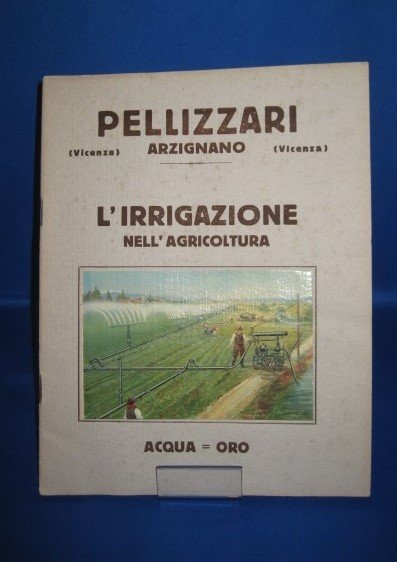 PELLIZZARI
(Vicenza) ARZIGNANO (Vicenza)
L'IRRIGAZIONE
NELL'AGRICOLTURA
ACQUA = ORO